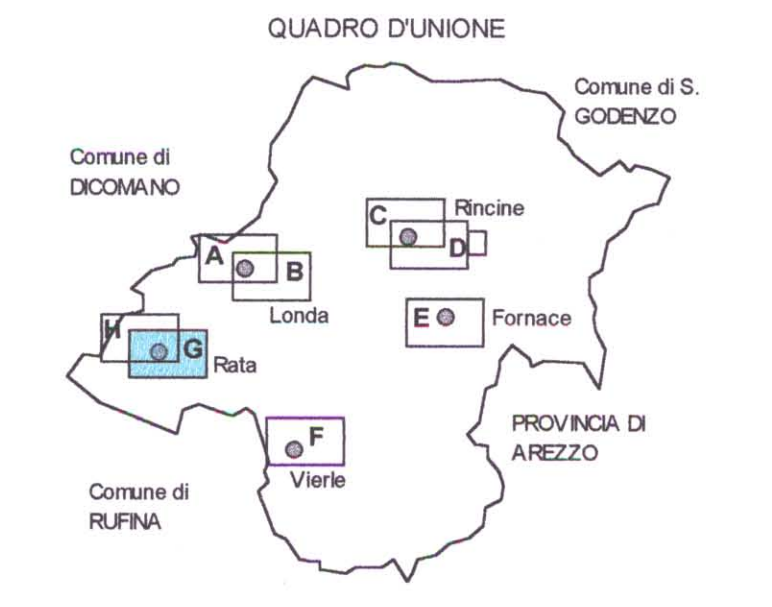 QUADRO D'UNIONE
Comune di S.
GODENZO
Comune di
DICOMANO
C
Rincine
A
D
B
Londa
E
Fornace
H
G
Rata
PROVINCIA DI
AREZZO
F
Vierle
Comune di
RUFINA